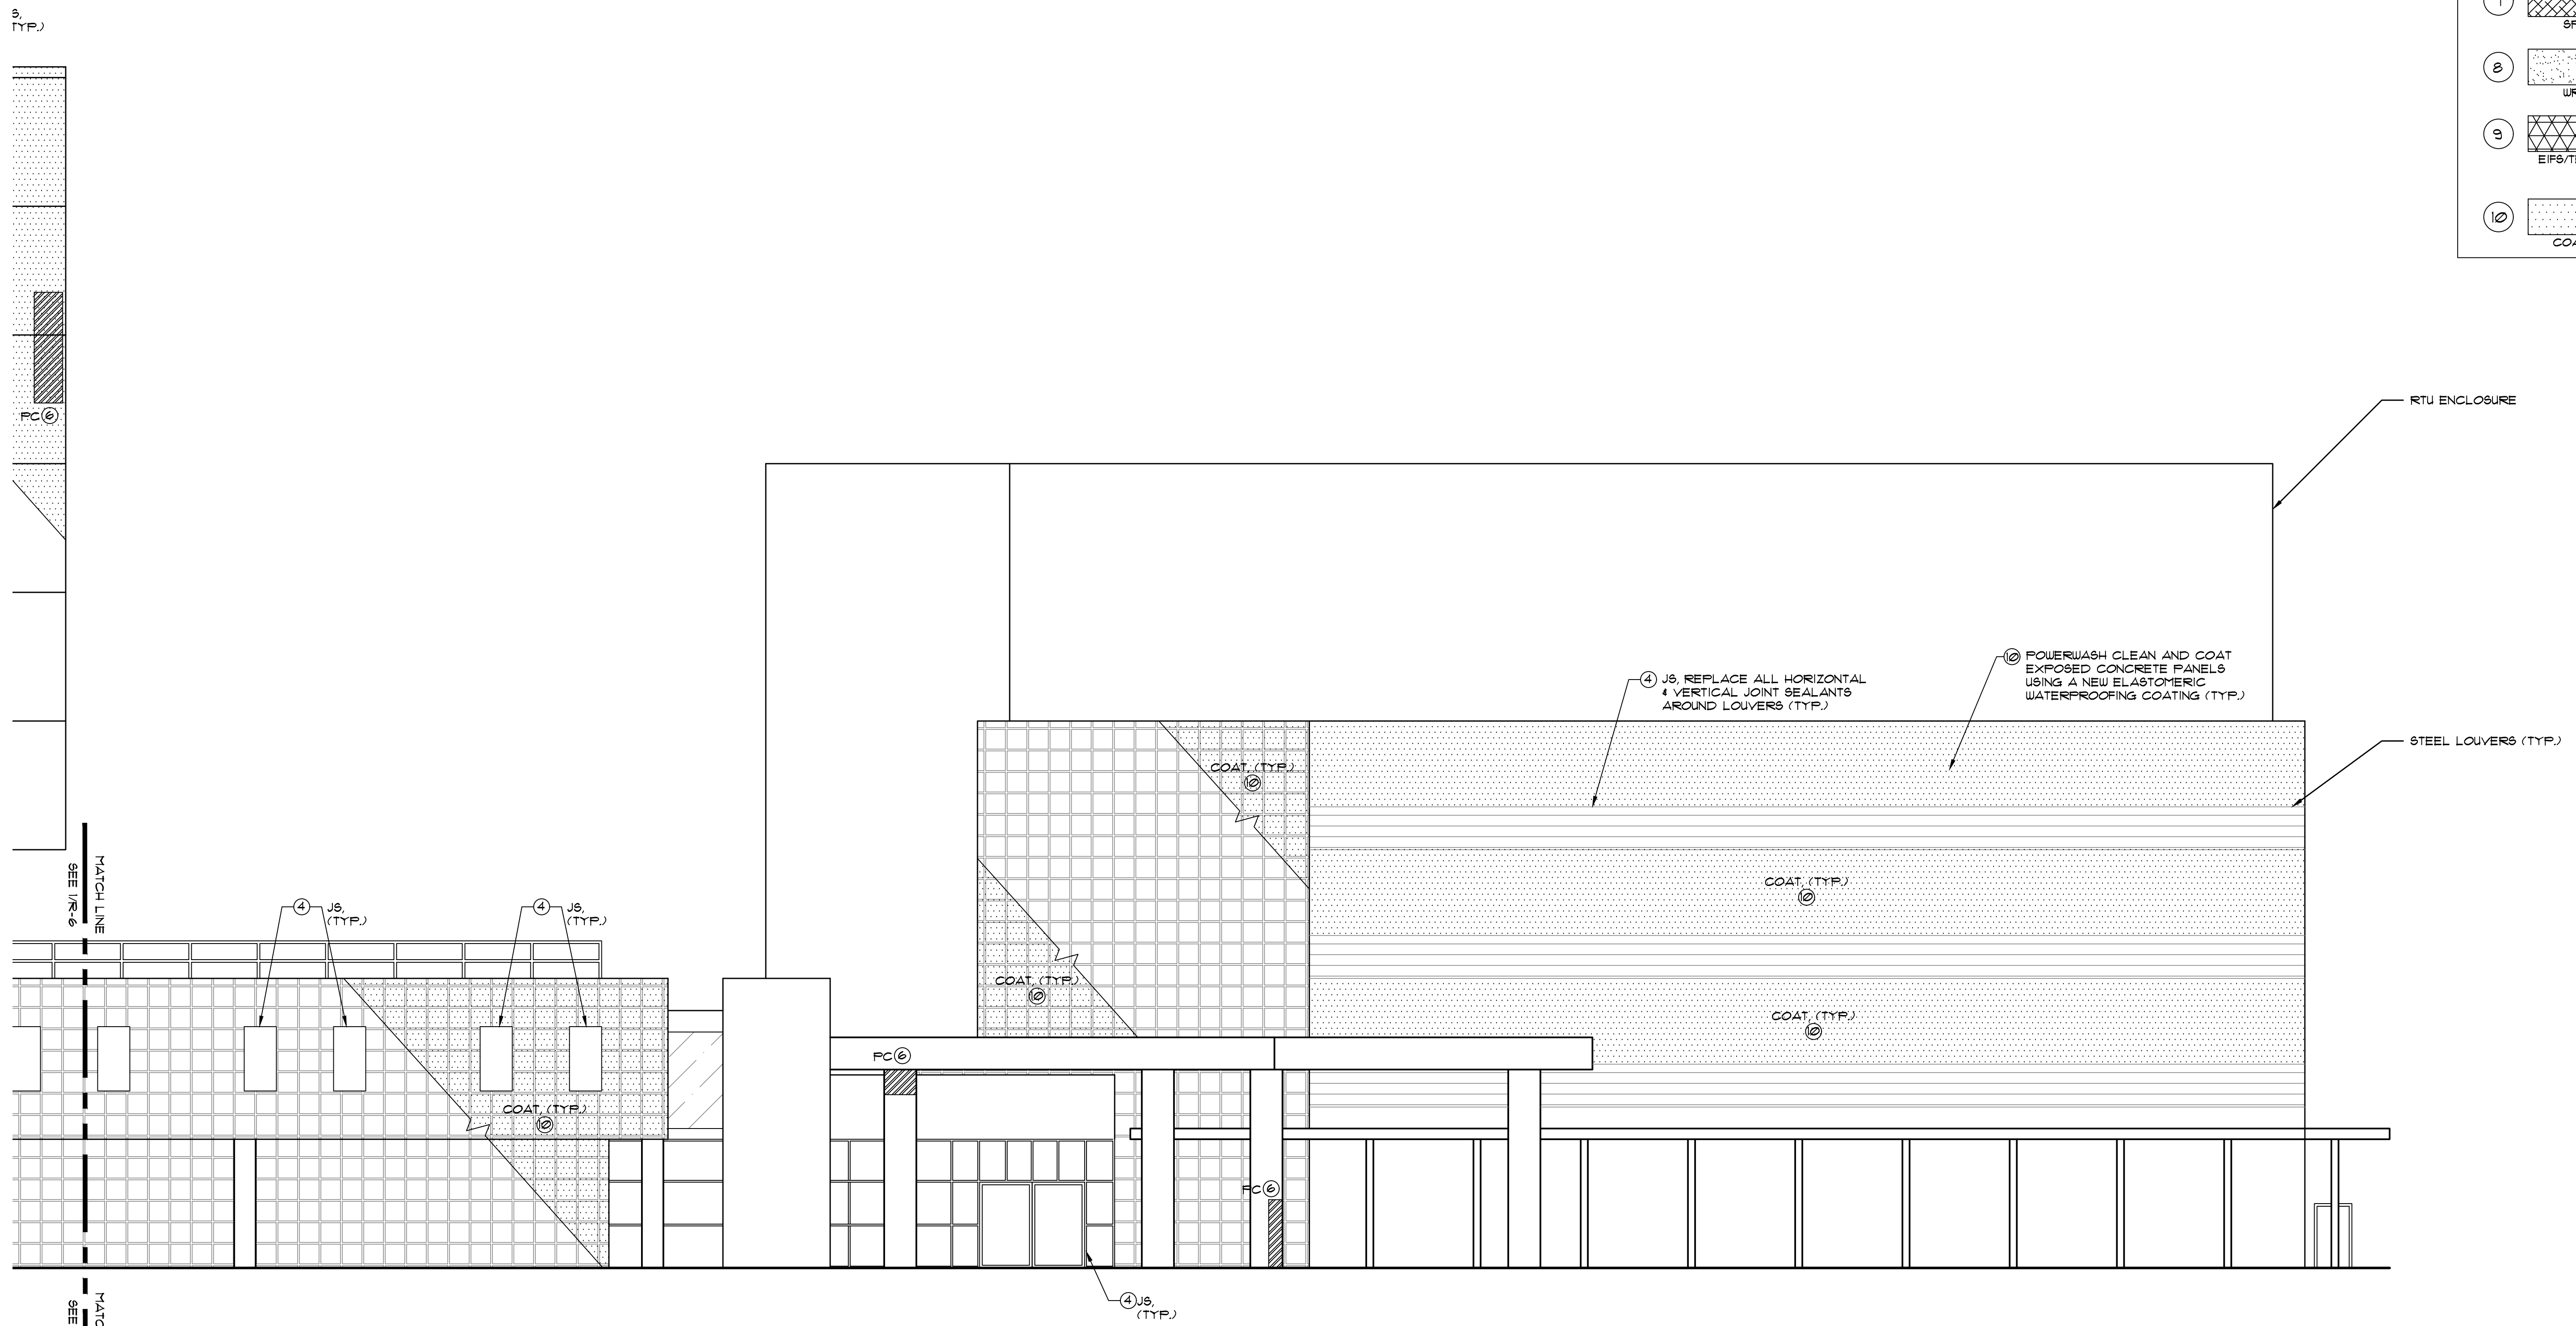 TYP.)
8
9
10
PC 6
RTU ENCLOSURE
10 POWERWASH CLEAN AND COAT
EXPOSED CONCRETE PANELS
USING A NEW ELASTOMERIC
WATERPROOFING COATING (TYP.)
4 JS, REPLACE ALL HORIZONTAL
& VERTICAL JOINT SEALANTS
AROUND LOUVERS (TYP.)
STEEL LOUVERS (TYP.)
COAT, (TYP.)
10
COAT, (TYP.)
10
COAT, (TYP.)
10
COAT, (TYP.)
10
MATCH LINE
SEE 1/R-6
4 JS,
(TYP.)
4 JS,
(TYP.)
PC 6
COAT, (TYP.)
10
PC 6
4 JS,
(TYP.)
SEE